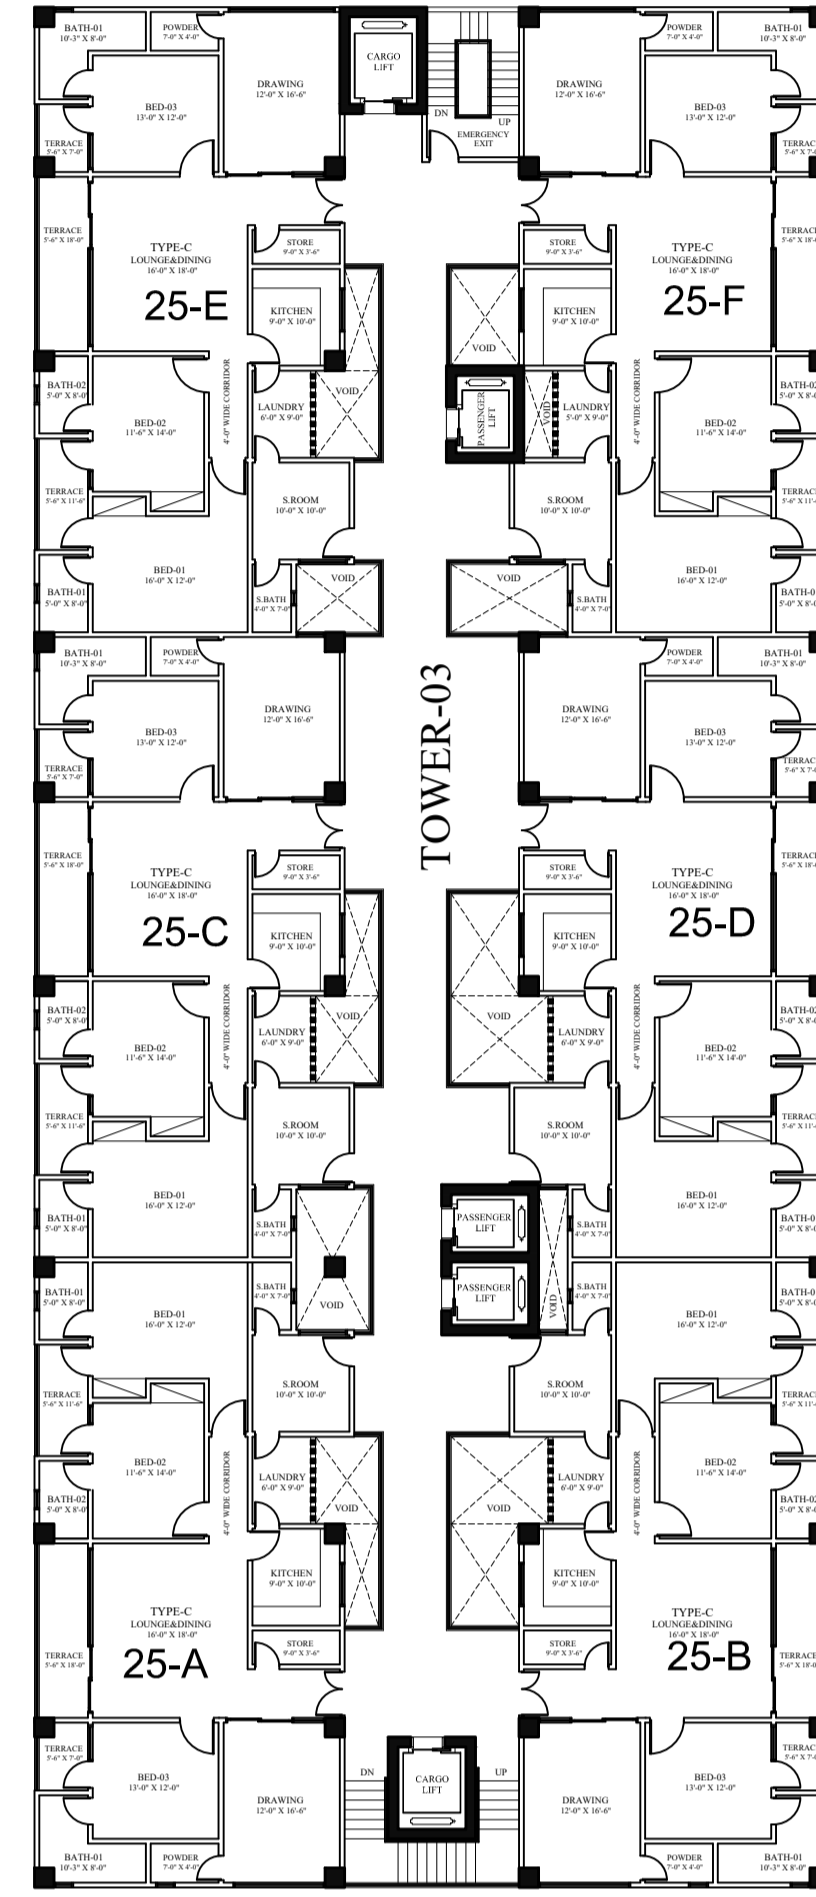 BATH-01
10'-3" X 8'-0"
POWDER
7'-0" X 4'-0"
DRAWING
12'-0" X 16'-6"
BED-03
13'-0" X 12'-0"
TERRACE
5'-6" X 7'-0"
CARGO
LIFT
DN
UP
EMERGENCY
EXIT
DRAWING
12'-0" X 16'-6"
POWDER
7'-0" X 4'-0"
BATH-01
10'-3" X 8'-0"
BED-03
13'-0" X 12'-0"
TERRACE
5'-6" X 18'-0"
TYPE-C
LOUNGE&DINING
16'-0" X 18'-0"
25-E
STORE
9'-0" X 3'-6"
KITCHEN
9'-0" X 10'-0"
BATH-02
5'-0" X 8'-0"
BED-02
11'-6" X 14'-0"
4'-0" WIDE CORRIDOR
LAUNDRY
6'-0" X 9'-0"
VOID
TERRACE
5'-6" X 11'-6"
S.ROOM
10'-0" X 10'-0"
BED-01
16'-0" X 12'-0"
BATH-01
5'-0" X 8'-0"
S.BATH
4'-0" X 7'-0"
VOID
STORE
9'-0" X 3'-6"
TYPE-C
LOUNGE&DINING
16'-0" X 18'-0"
25-F
KITCHEN
9'-0" X 10'-0"
VOID
PASSENGER
LIFT
VOID
LAUNDRY
5'-0" X 9'-0"
4'-0" WIDE CORRIDOR
BED-02
11'-6" X 14'-0"
BATH-02
S.ROOM
10'-0" X 10'-0"
BED-01
16'-0" X 12'-0"
VOID
S.BATH
4'-0" X 7'-0"
TOWER-03
BATH-01
10'-3" X 8'-0"
POWDER
7'-0" X 4'-0"
DRAWING
12'-0" X 16'-6"
BED-03
13'-0" X 12'-0"
TERRACE
5'-6" X 7'-0"
TERRACE
5'-6" X 18'-0"
TYPE-C
LOUNGE&DINING
16'-0" X 18'-0"
25-C
STORE
9'-0" X 3'-6"
KITCHEN
9'-0" X 10'-0"
BATH-02
5'-0" X 8'-0"
BED-02
11'-6" X 14'-0"
4'-0" WIDE CORRIDOR
LAUNDRY
6'-0" X 9'-0"
VOID
TERRACE
5'-6" X 11'-6"
S.ROOM
10'-0" X 10'-0"
BED-01
16'-0" X 12'-0"
BATH-01
5'-0" X 8'-0"
S.BATH
4'-0" X 7'-0"
DRAWING
12'-0" X 16'-6"
POWDER
7'-0" X 4'-0"
BATH-01
10'-3" X 8'-0"
BED-03
13'-0" X 12'-0"
STORE
9'-0" X 3'-6"
TYPE-C
LOUNGE&DINING
16'-0" X 18'-0"
25-D
KITCHEN
9'-0" X 10'-0"
VOID
LAUNDRY
6'-0" X 9'-0"
4'-0" WIDE CORRIDOR
BED-02
11'-6" X 14'-0"
BATH-02
S.ROOM
10'-0" X 10'-0"
BED-01
16'-0" X 12'-0"
PASSENGER
LIFT
S.BATH
4'-0" X 7'-0"
BATH-01
5'-0" X 8'-0"
BED-01
16'-0" X 12'-0"
S.BATH
4'-0" X 7'-0"
VOID
TERRACE
5'-6" X 11'-6"
S.ROOM
10'-0" X 10'-0"
BED-02
11'-6" X 14'-0"
BATH-02
5'-0" X 8'-0"
4'-0" WIDE CORRIDOR
LAUNDRY
6'-0" X 9'-0"
VOID
KITCHEN
9'-0" X 10'-0"
TYPE-C
LOUNGE&DINING
16'-0" X 18'-0"
25-A
STORE
9'-0" X 3'-6"
TERRACE
5'-6" X 18'-0"
TERRACE
5'-6" X 7'-0"
BED-03
13'-0" X 12'-0"
DRAWING
12'-0" X 16'-6"
BATH-01
10'-3" X 8'-0"
POWDER
7'-0" X 4'-0"
PASSENGER
LIFT
VOID
S.BATH
4'-0" X 7'-0"
BED-01
16'-0" X 12'-0"
S.ROOM
10'-0" X 10'-0"
VOID
LAUNDRY
6'-0" X 9'-0"
4'-0" WIDE CORRIDOR
BED-02
11'-6" X 14'-0"
BATH-02
KITCHEN
9'-0" X 10'-0"
TYPE-C
LOUNGE&DINING
16'-0" X 18'-0"
25-B
STORE
9'-0" X 3'-6"
DN
CARGO
LIFT
UP
BED-03
13'-0" X 12'-0"
DRAWING
12'-0" X 16'-6"
POWDER
7'-0" X 4'-0"
BATH-01
10'-3" X 8'-0"